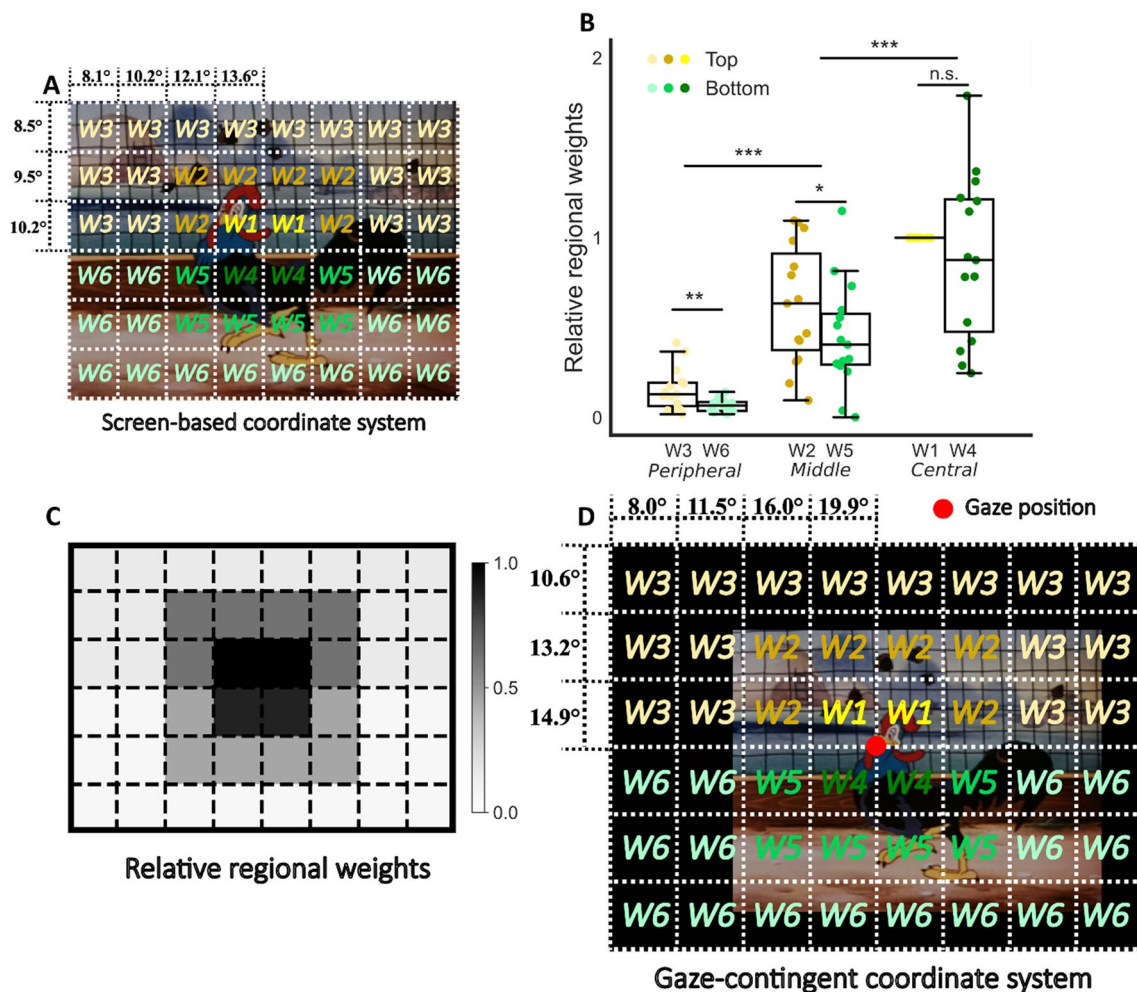 A
8.1° 10.2° 12.1° 13.6°
8.5° W3 W3 W3 W3 W3 W3 W3 W3
9.5° W3 W3 W2 W2 W2 W2 W3 W3
10.2° W3 W3 W2 W1 W1 W2 W3 W3
W6 W6 W5 W4 W4 W5 W6 W6
W6 W6 W5 W5 W5 W5 W6 W6
W6 W6 W6 W6 W6 W6 W6 W6
Screen-based coordinate system
B
Relative regional weights
2
1
0
Top
Bottom
***
n.s.
***
*
**
W3 W6 W2 W5 W1 W4
Peripheral Middle Central
C
1.0
0.5
0.0
Relative regional weights
D
8.0° 11.5° 16.0° 19.9° Gaze position
10.6° W3 W3 W3 W3 W3 W3 W3 W3
13.2° W3 W3 W2 W2 W2 W2 W3 W3
14.9° W3 W3 W2 W1 W1 W2 W3 W3
W6 W6 W5 W4 W4 W5 W6 W6
W6 W6 W5 W5 W5 W5 W6 W6
W6 W6 W6 W6 W6 W6 W6 W6
Gaze-contingent coordinate system